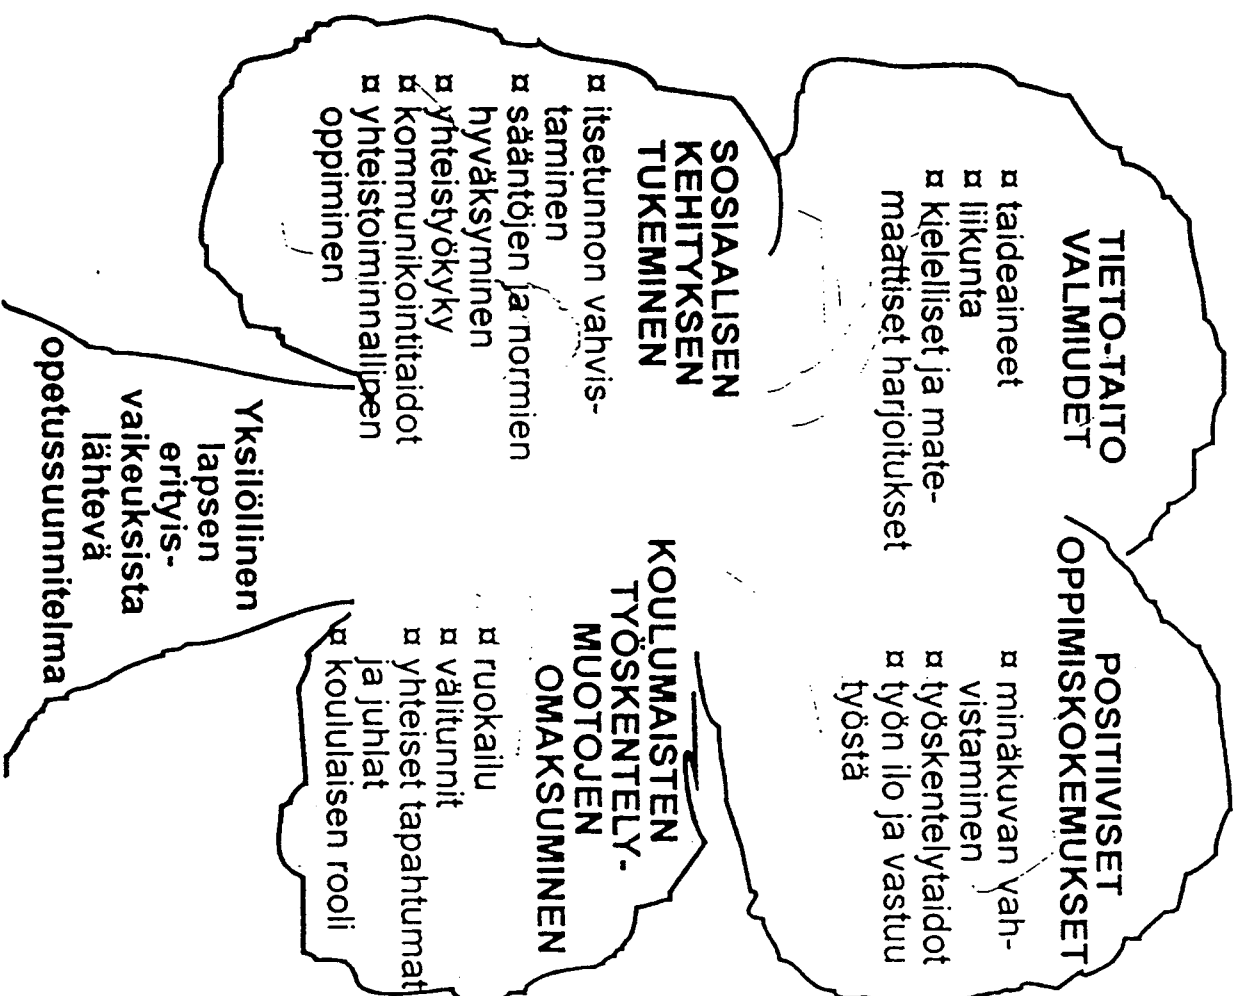 TIETO-TAITO
VALMIUDET
¤ taideaineet
¤ liikunta
¤ kielelliset ja mate-
maattiset harjoitukset
POSITIIVISET
OPPIMISKOKEMUKSET
¤ minäkuvan vah-
vistaminen
¤ työskentelytaidot
¤ työn ilo ja vastuu
työstä
SOSIAALISEN
KEHITYKSEN
TUKEMINEN
¤ itsetunnon vahvis-
taminen
¤ sääntöjen ja normien
hyväksyminen
¤ yhteistyökyky
¤ kommunikointitaidot
¤ yhteistoiminnallinen
oppiminen
KOULUMAISTEN
TYÖSKENTELY-
MUOTOJEN
OMAKSUMINEN
¤ ruokailu
¤ välitunnit
¤ yhteiset tapahtumat
ja juhlat
¤ koululaisen rooli
Yksilöllinen
lapsen
erityis-
vaikeuksista
lähtevä
opetussuunnitelma